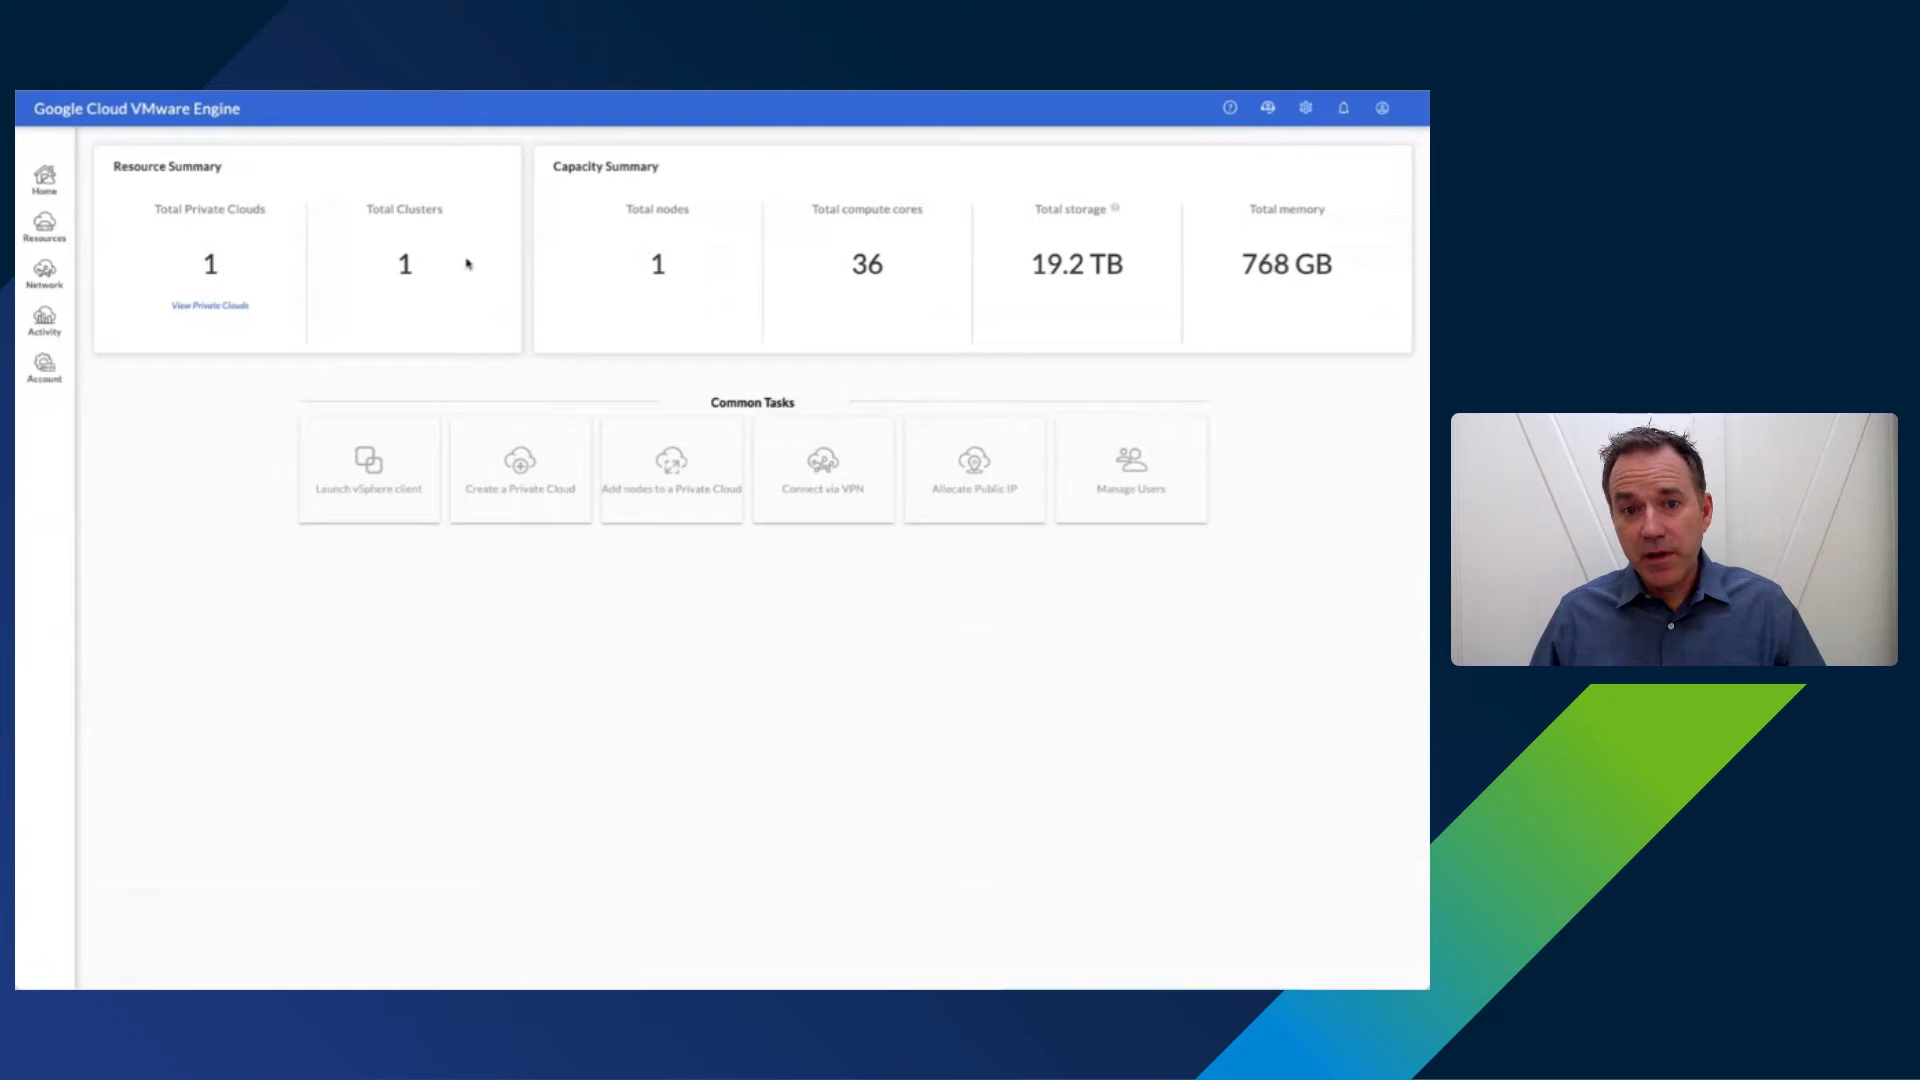 Google Cloud VMware Engine
Home
Resources
Network
Activity
Account
Resource Summary
Total Private Clouds
1
View Private Clouds
Total Clusters
1
Capacity Summary
Total nodes
1
Total compute cores
36
Total storage
19.2 TB
Total memory
768 GB
Common Tasks
Launch vSphere client
Create a Private Cloud
Add nodes to a Private Cloud
Connect via VPN
Allocate Public IP
Manage Users